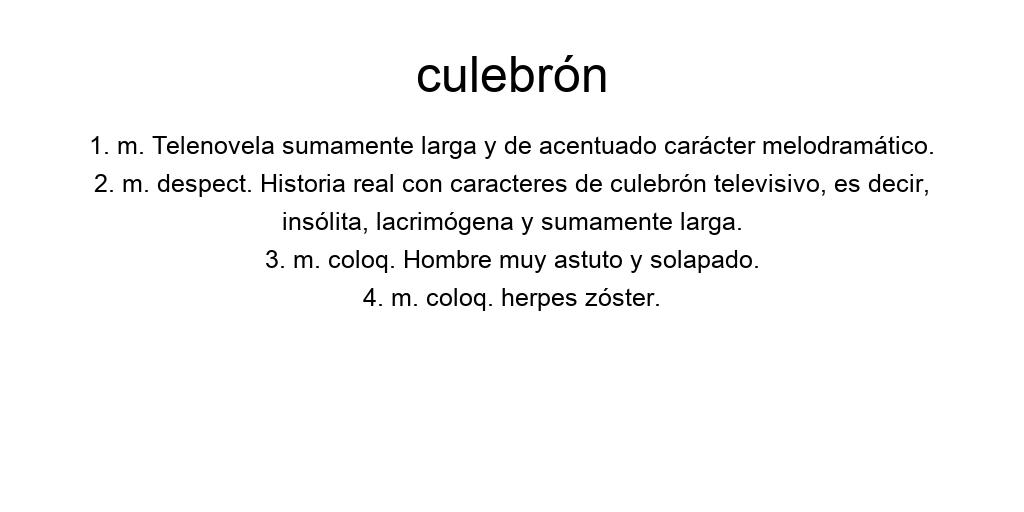 culebrón
1. m. Telenovela sumamente larga y de acentuado carácter melodramático.
2. m. despect. Historia real con caracteres de culebrón televisivo, es decir,
insólita, lacrimógena y sumamente larga.
3. m. coloq. Hombre muy astuto y solapado.
4. m. coloq. herpes zóster.